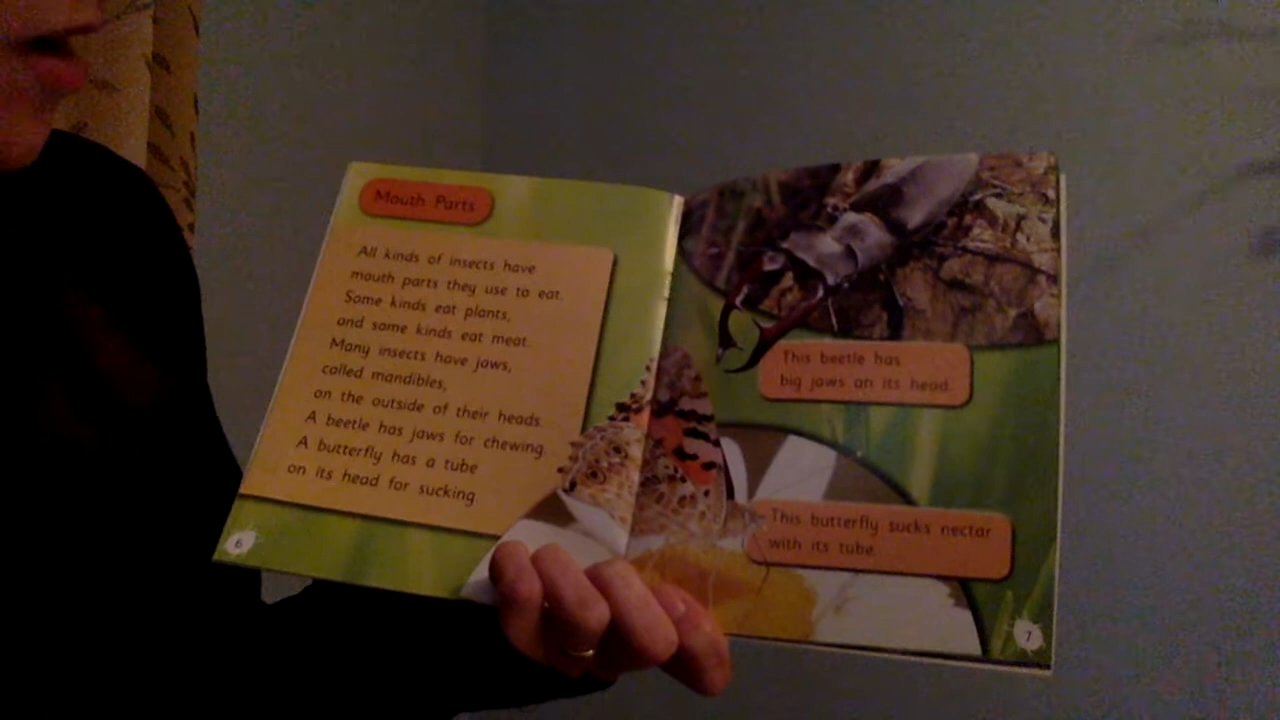 Mouth Parts
All kinds of insects have
mouth parts they use to eat.
Some kinds eat plants,
and some kinds eat meat.
Many insects have jaws,
called mandibles,
on the outside of their heads.
A beetle has jaws for chewing.
A butterfly has a tube
on its head for sucking.
6
This beetle has
big jaws on its head.
This butterfly sucks nectar
with its tube.
7